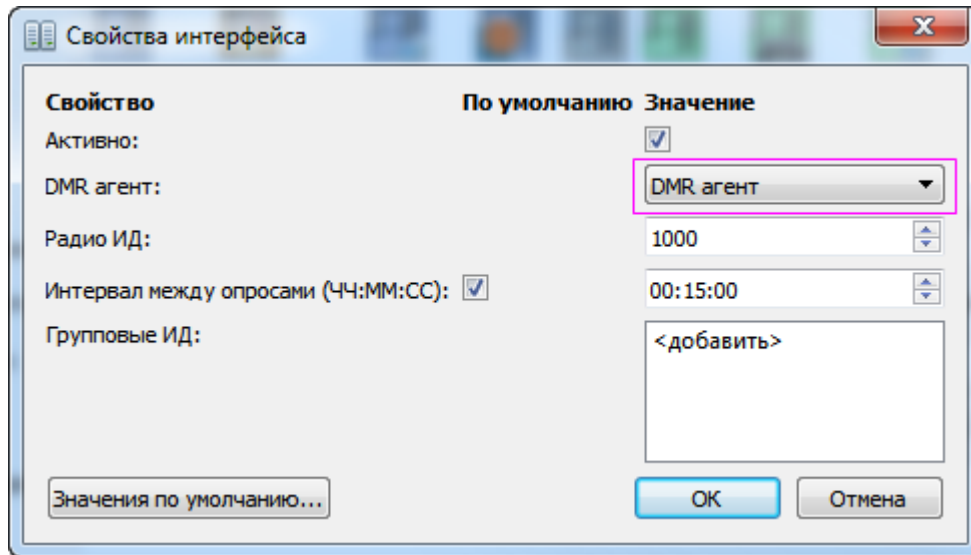 Свойства интерфейса
Свойство По умолчанию Значение
Активно:
DMR агент: DMR агент
Радио ИД: 1000
Интервал между опросами (ЧЧ:ММ:СС): 00:15:00
Групповые ИД: <добавить>
Значения по умолчанию... OK Отмена